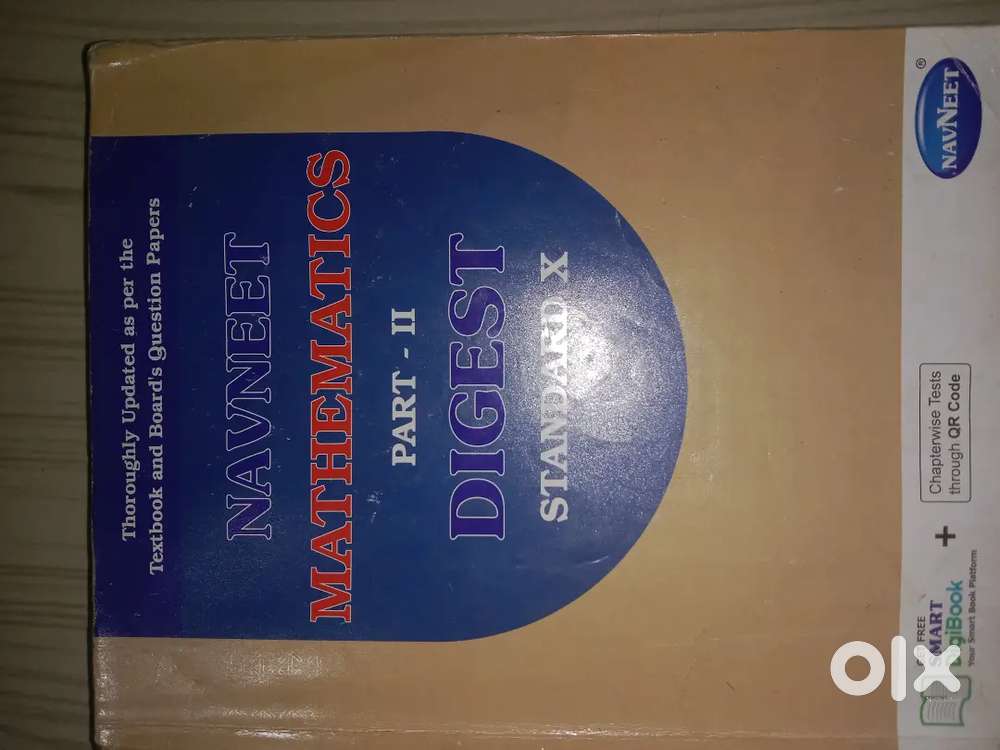 Thoroughly Updated as per the
Textbook and Board's Question Papers
NAVNEET
MATHEMATICS
PART - II
DIGEST
STANDARD X
FREE
SMART
DigiBook
Your Smart Book Platform
+
Chapterwise Tests
through QR Code
NAVNEET
®
olx